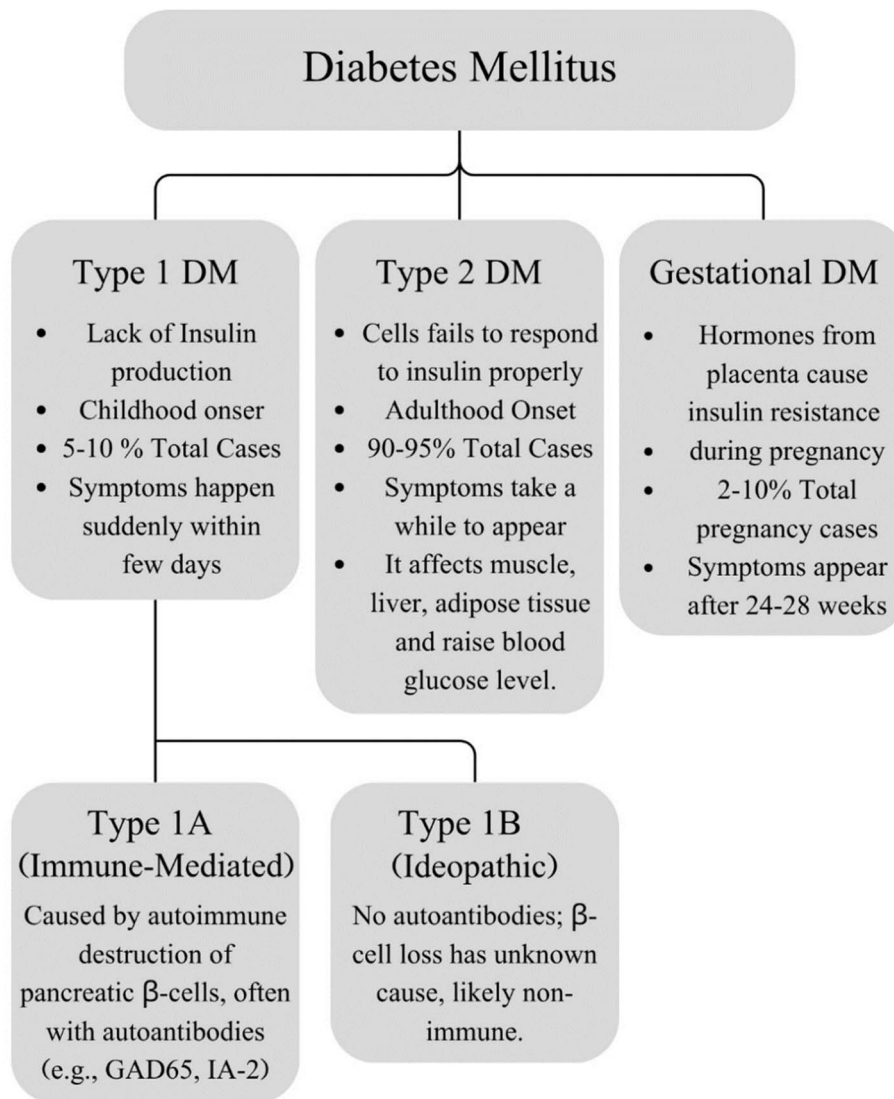 Diabetes Mellitus
Type 1 DM
• Lack of Insulin
production
• Childhood onser
• 5-10 % Total Cases
• Symptoms happen
suddenly within
few days
Type 2 DM
• Cells fails to respond
to insulin properly
• Adulthood Onset
• 90-95% Total Cases
• Symptoms take a
while to appear
• It affects muscle,
liver, adipose tissue
and raise blood
glucose level.
Gestational DM
• Hormones from
placenta cause
insulin resistance
• during pregnancy
• 2-10% Total
pregnancy cases
• Symptoms appear
after 24-28 weeks
Type 1A
(Immune-Mediated)
Caused by autoimmune
destruction of
pancreatic β-cells, often
with autoantibodies
(e.g., GAD65, IA-2)
Type 1B
(Ideopathic)
No autoantibodies; β-
cell loss has unknown
cause, likely non-
immune.